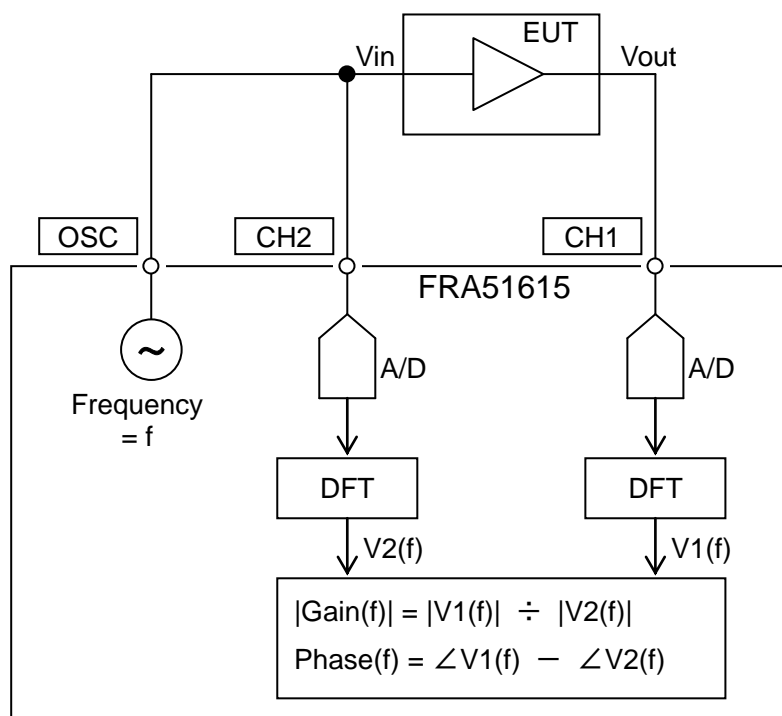 EUT
Vin
Vout
OSC
CH2
CH1
FRA51615
~
A/D
A/D
Frequency
= f
DFT
DFT
V2(f)
V1(f)
|Gain(f)| = |V1(f)| ÷ |V2(f)|
Phase(f) = ∠V1(f) − ∠V2(f)